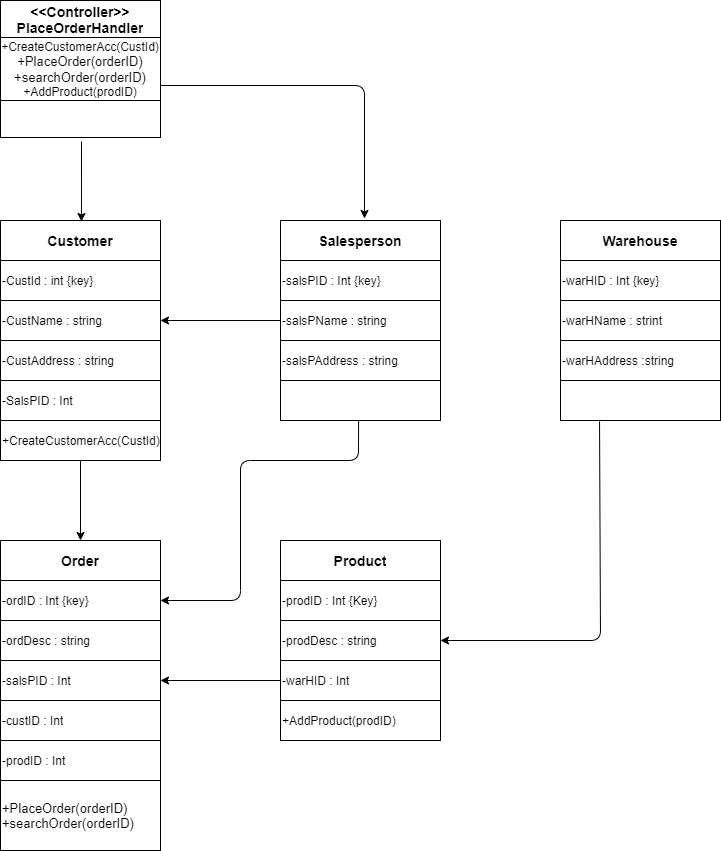 <<Controller>>
PlaceOrderHandler
+CreateCustomerAcc(CustId)
+PlaceOrder(orderID)
+searchOrder(orderID)
+AddProduct(prodID)
Customer
-CustId : int {key}
-CustName : string
-CustAddress : string
-SalsPID : Int
+CreateCustomerAcc(CustId)
Salesperson
-salsPID : Int {key}
-salsPName : string
-salsPAddress : string
Warehouse
-warHID : Int {key}
-warHName : strint
-warHAddress :string
Order
-ordID : Int {key}
-ordDesc : string
-salsPID : Int
-custID : Int
-prodID : Int
+PlaceOrder(orderID)
+searchOrder(orderID)
Product
-prodID : Int {Key}
-prodDesc : string
-warHID : Int
+AddProduct(prodID)